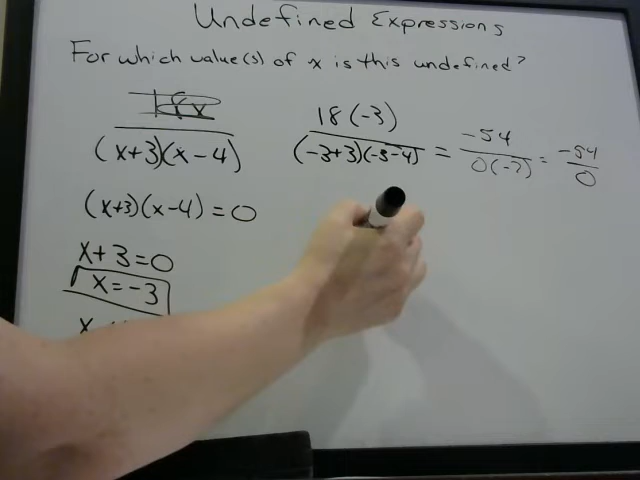 Undefined Expressions
For which value(s) of x is this undefined?
18x
(x+3)(x-4)
(x+3)(x-4)=0
x+3=0
x=-3
x
18(-3)
(-3+3)(-3-4)
=
-54
0(-7)
=
-54
0